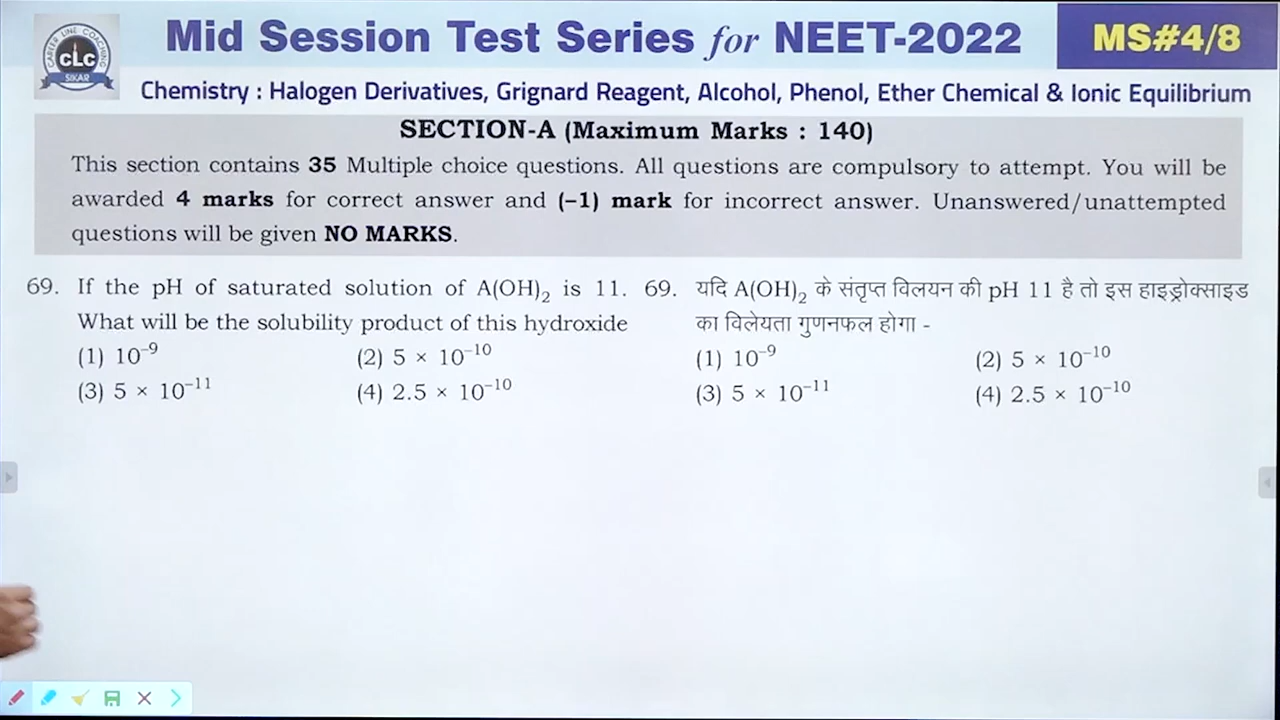 Mid Session Test Series for NEET-2022
MS#4/8
CAREER LINE COACHING
CLC
SIKAR
Chemistry : Halogen Derivatives, Grignard Reagent, Alcohol, Phenol, Ether Chemical & Ionic Equilibrium
SECTION-A (Maximum Marks : 140)
This section contains 35 Multiple choice questions. All questions are compulsory to attempt. You will be
awarded 4 marks for correct answer and (–1) mark for incorrect answer. Unanswered/unattempted
questions will be given NO MARKS.
69. If the pH of saturated solution of A(OH)₂ is 11.
What will be the solubility product of this hydroxide
(1) 10⁻⁹ (2) 5 × 10⁻¹⁰
(3) 5 × 10⁻¹¹ (4) 2.5 × 10⁻¹⁰
69. यदि A(OH)₂ के संतृप्त विलयन की pH 11 है तो इस हाइड्रोक्साइड
का विलेयता गुणनफल होगा -
(1) 10⁻⁹ (2) 5 × 10⁻¹⁰
(3) 5 × 10⁻¹¹ (4) 2.5 × 10⁻¹⁰